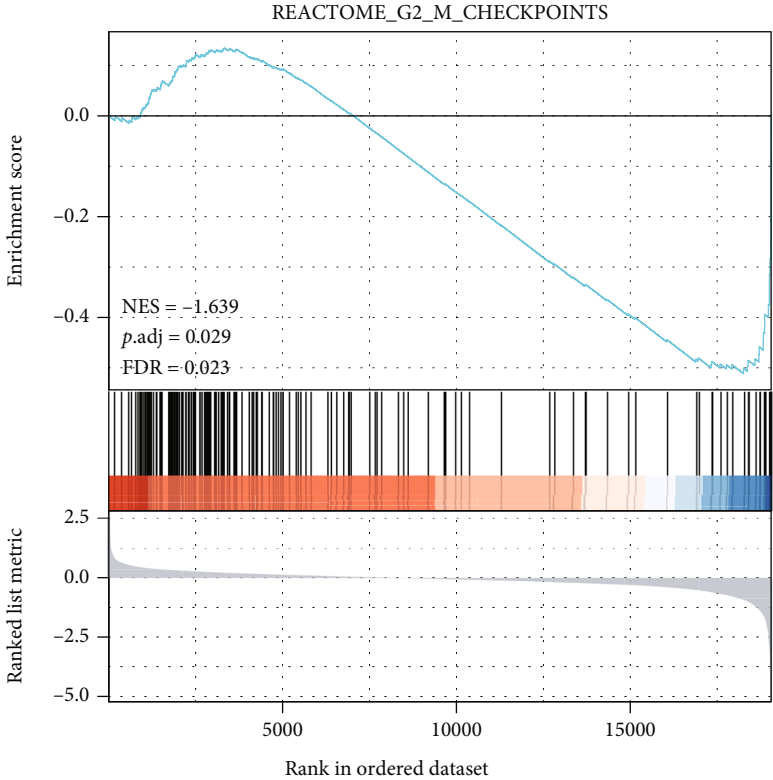 REACTOME_G2_M_CHECKPOINTS
Enrichment score
0.0
−0.2
−0.4
NES = −1.639
p.adj = 0.029
FDR = 0.023
Ranked list metric
2.5
0.0
−2.5
−5.0
5000 10000 15000
Rank in ordered dataset